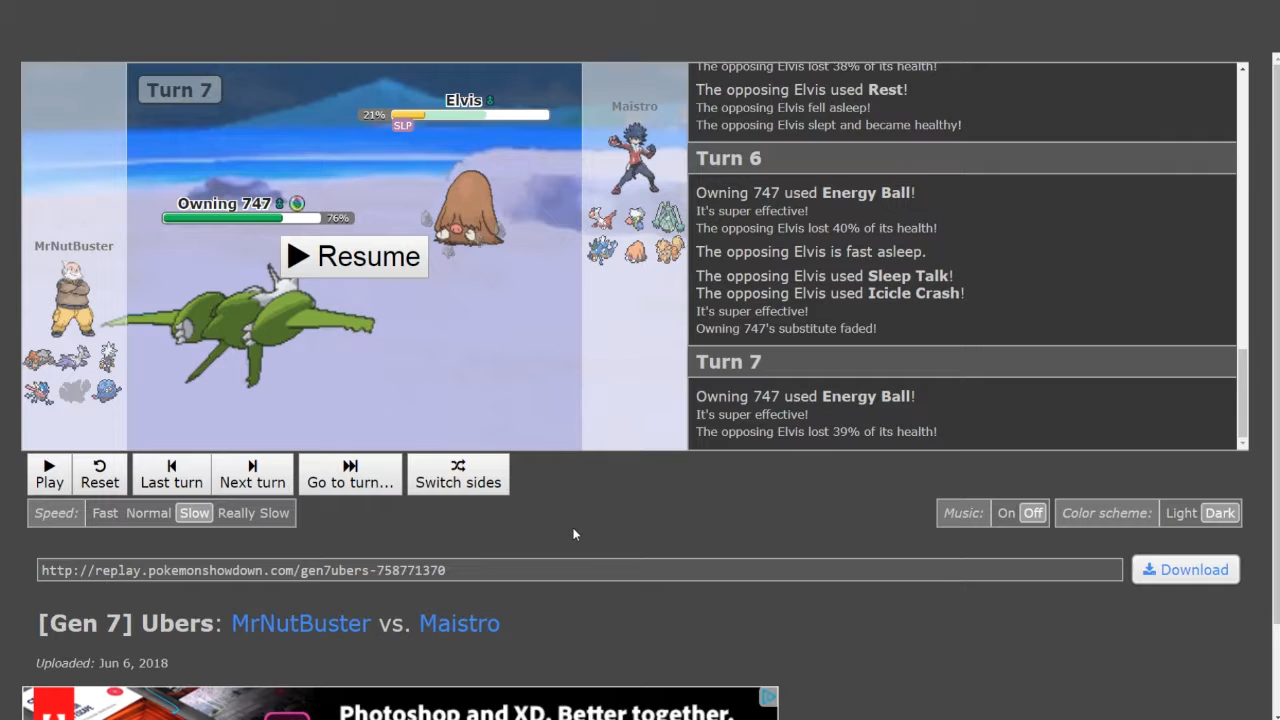 Turn 7
Elvis
21%
SLP
Owning 747
76%
MrNutBuster
Maistro
Resume
The opposing Elvis lost 38% of its health!
The opposing Elvis used Rest!
The opposing Elvis fell asleep!
The opposing Elvis slept and became healthy!
Turn 6
Owning 747 used Energy Ball!
It's super effective!
The opposing Elvis lost 40% of its health!
The opposing Elvis is fast asleep.
The opposing Elvis used Sleep Talk!
The opposing Elvis used Icicle Crash!
It's super effective!
Owning 747's substitute faded!
Turn 7
Owning 747 used Energy Ball!
It's super effective!
The opposing Elvis lost 39% of its health!
Play Reset Last turn Next turn Go to turn... Switch sides
Speed: Fast Normal Slow Really Slow
Music: On Off Color scheme: Light Dark
http://replay.pokemonshowdown.com/gen7ubers-758771370
Download
[Gen 7] Ubers: MrNutBuster vs. Maistro
Uploaded: Jun 6, 2018
Photoshop and XD. Better together.